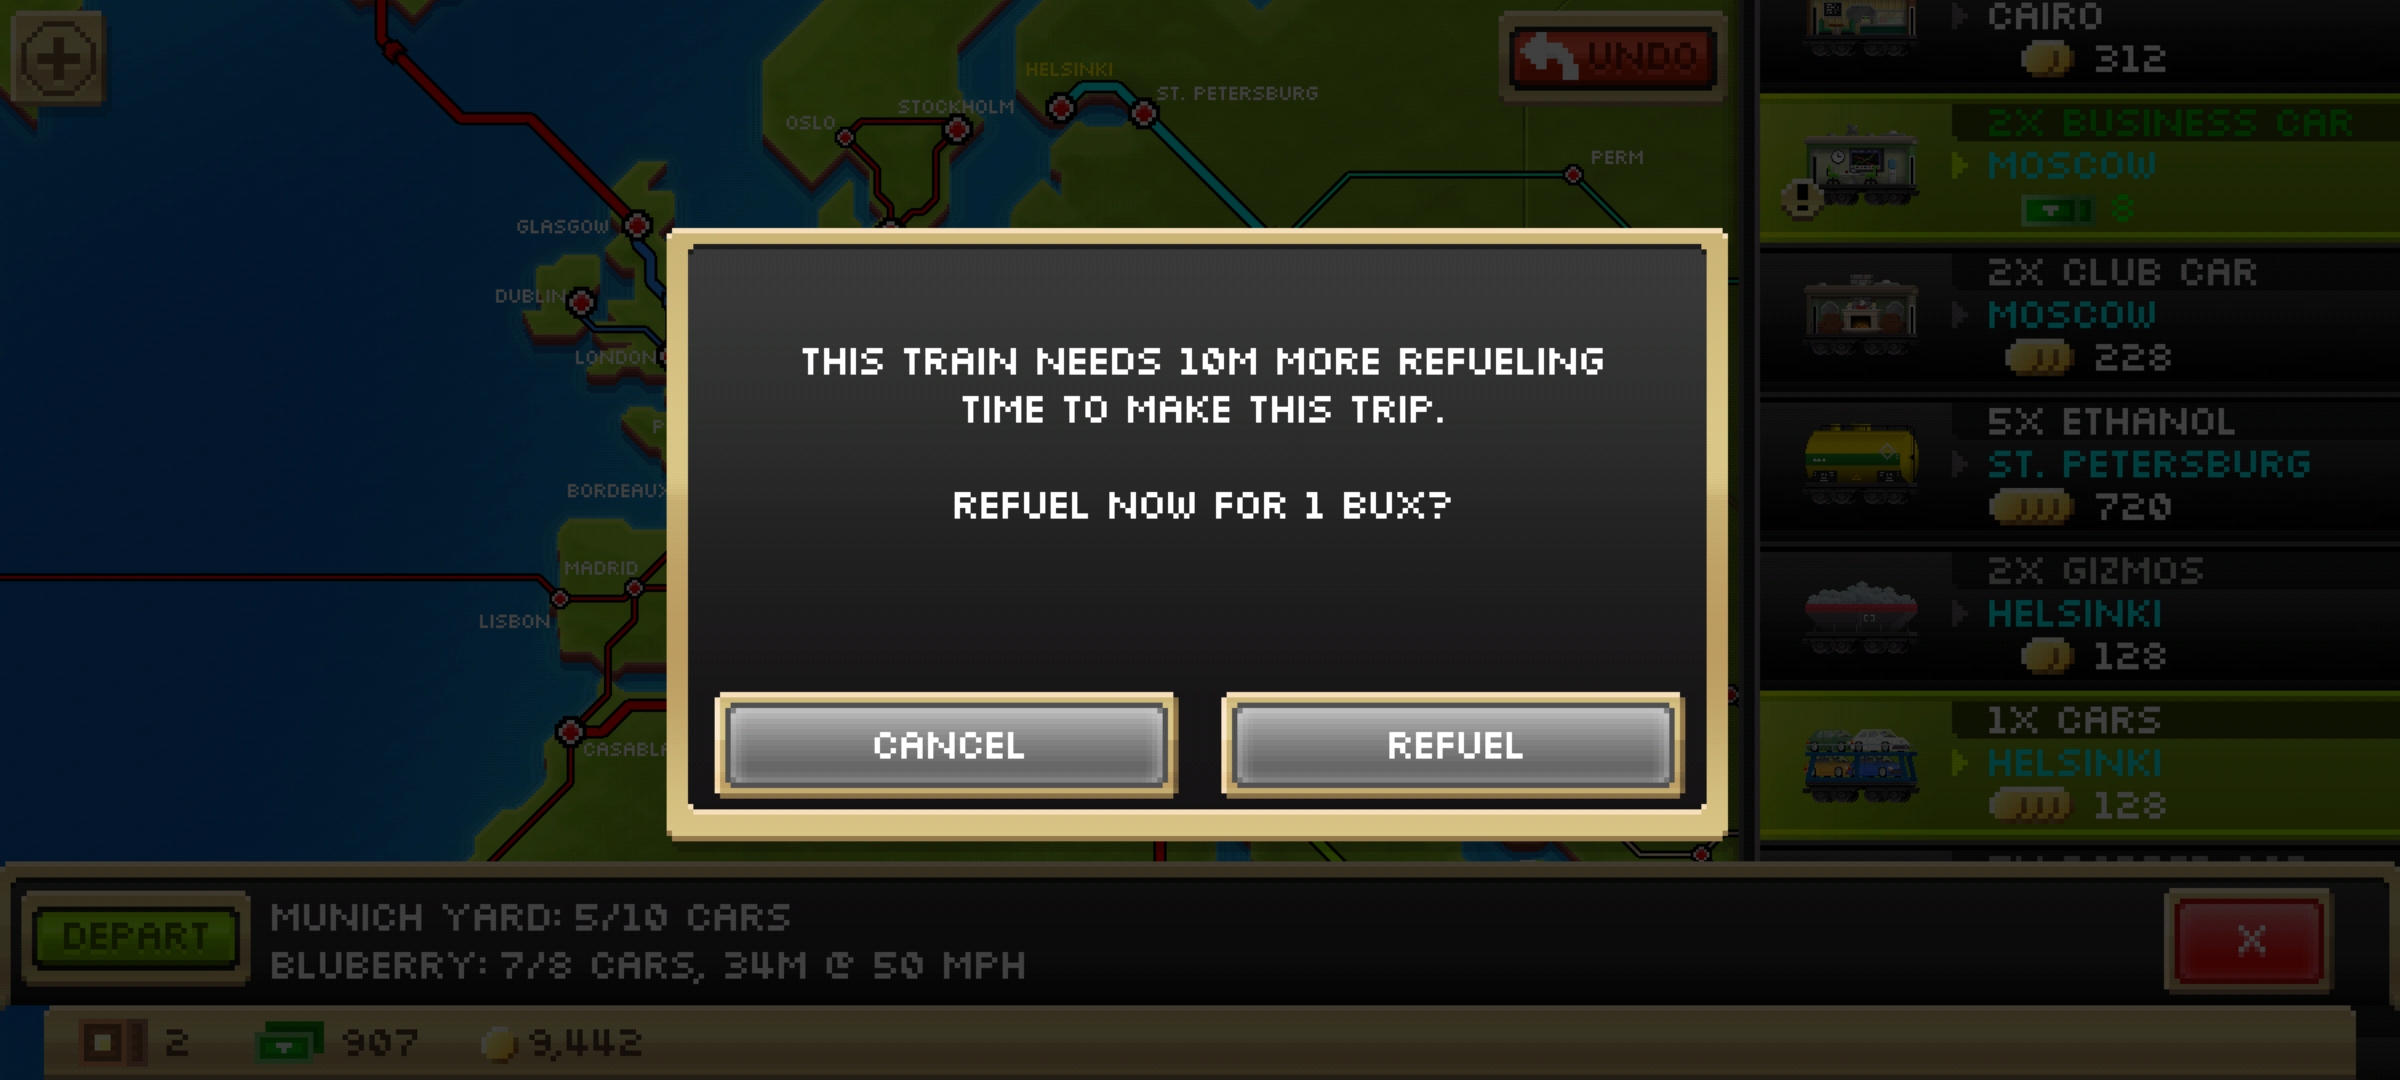 CAIRO
312
UNDO
HELSINKI
ST. PETERSBURG
STOCKHOLM
OSLO
PERM
GLASGOW
DUBLIN
LONDON
BORDEAUX
MADRID
LISBON
CASABLA
2X BUSINESS CAR
MOSCOW
8
2X CLUB CAR
MOSCOW
228
5X ETHANOL
ST. PETERSBURG
720
2X GIZMOS
HELSINKI
128
1X CARS
HELSINKI
128
THIS TRAIN NEEDS 10M MORE REFUELING
TIME TO MAKE THIS TRIP.
REFUEL NOW FOR 1 BUX?
CANCEL
REFUEL
DEPART
MUNICH YARD: 5/10 CARS
BLUBERRY: 7/8 CARS, 34M @ 50 MPH
X
2
907
9,442